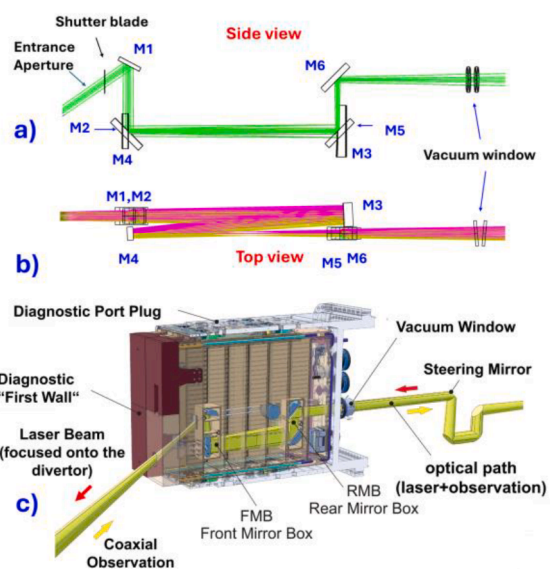 Shutter blade
Side view
M1
Entrance
Aperture
M6
a)
M2
M4
M5
M3
Vacuum window
M1,M2
M3
M4
b)
Top view
M5
M6
Diagnostic Port Plug
Vacuum Window
Steering Mirror
Diagnostic
“First Wall“
Laser Beam
(focused onto the
divertor)
optical path
(laser+observation)
c)
RMB
Rear Mirror Box
FMB
Front Mirror Box
Coaxial
Observation